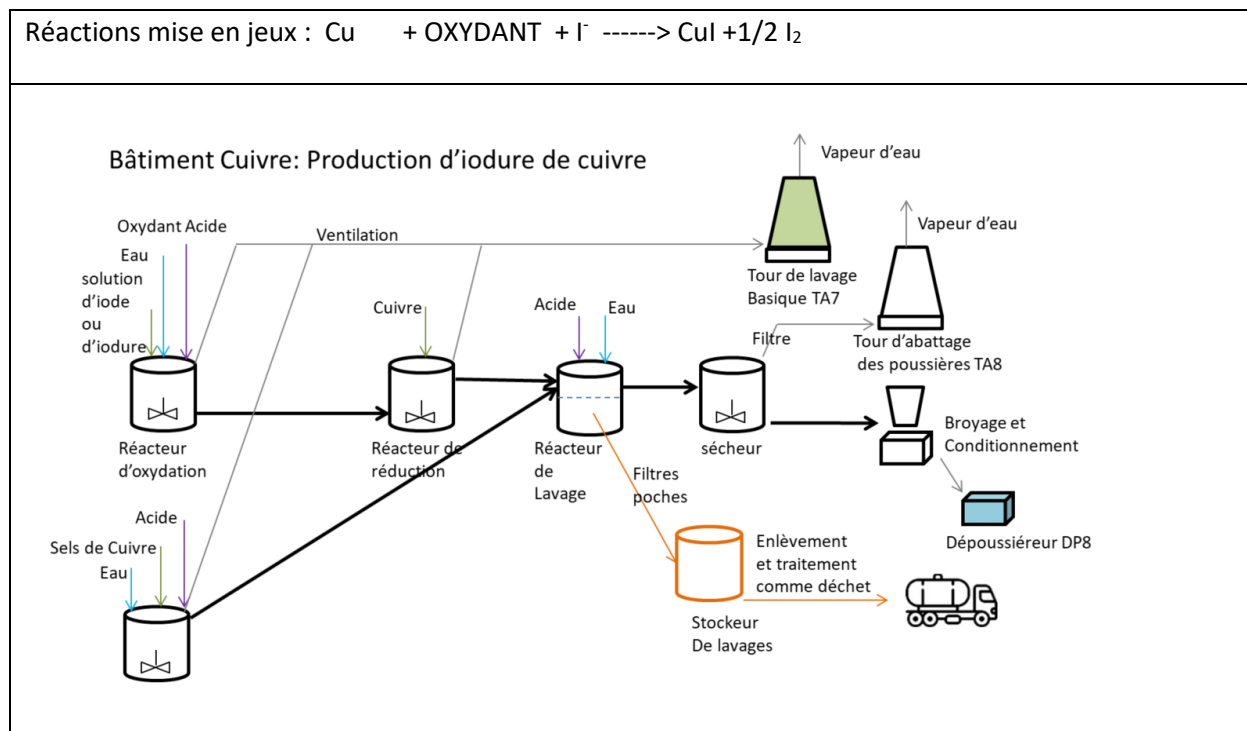 Réactions mise en jeux : Cu + OXYDANT + I⁻ ------> CuI +1/2 I₂
Bâtiment Cuivre: Production d’iodure de cuivre
Vapeur d’eau
Vapeur d’eau
Oxydant Acide
Ventilation
Eau
solution
d’iode
ou
d’iodure
Tour de lavage
Basique TA7
Cuivre
Acide
Eau
Filtre
Tour d’abattage
des poussières TA8
Réacteur
d’oxydation
Réacteur de
réduction
Réacteur
de
Lavage
sécheur
Broyage et
Conditionnement
Filtres
poches
Acide
Sels de Cuivre
Eau
Enlèvement
et traitement
comme déchet
Dépoussiéreur DP8
Stockeur
De lavages